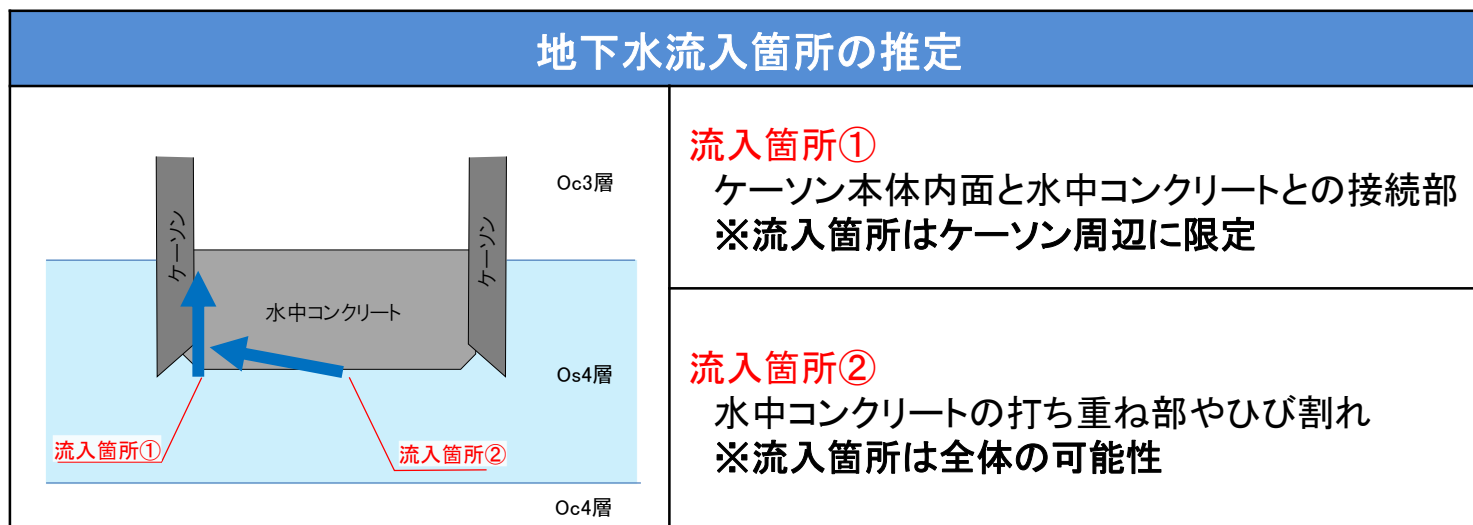 地下水流入箇所の推定
Oc3層
ケーソン
ケーソン
水中コンクリート
Os4層
流入箇所①
流入箇所②
Oc4層
流入箇所①
ケーソン本体内面と水中コンクリートとの接続部
※流入箇所はケーソン周辺に限定
流入箇所②
水中コンクリートの打ち重ね部やひび割れ
※流入箇所は全体の可能性